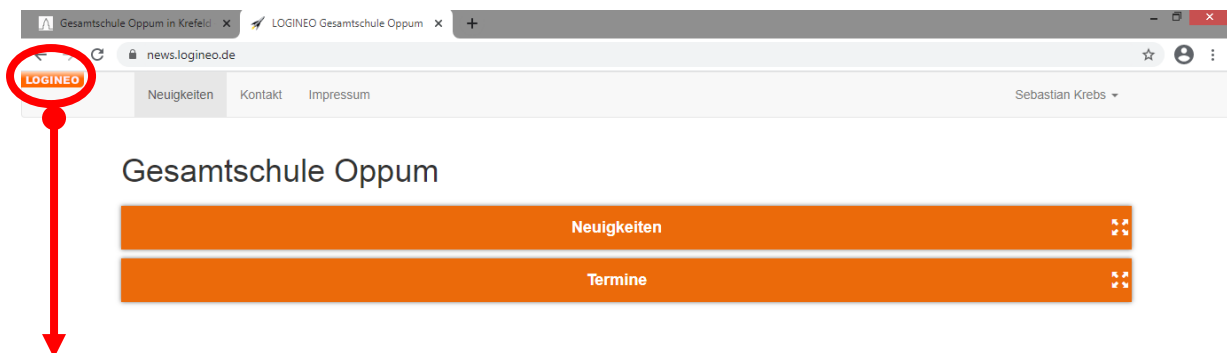 Gesamtschule Oppum in Krefeld
LOGINEO Gesamtschule Oppum
news.logineo.de
LOGINEO
Neuigkeiten Kontakt Impressum Sebastian Krebs
Gesamtschule Oppum
Neuigkeiten
Termine